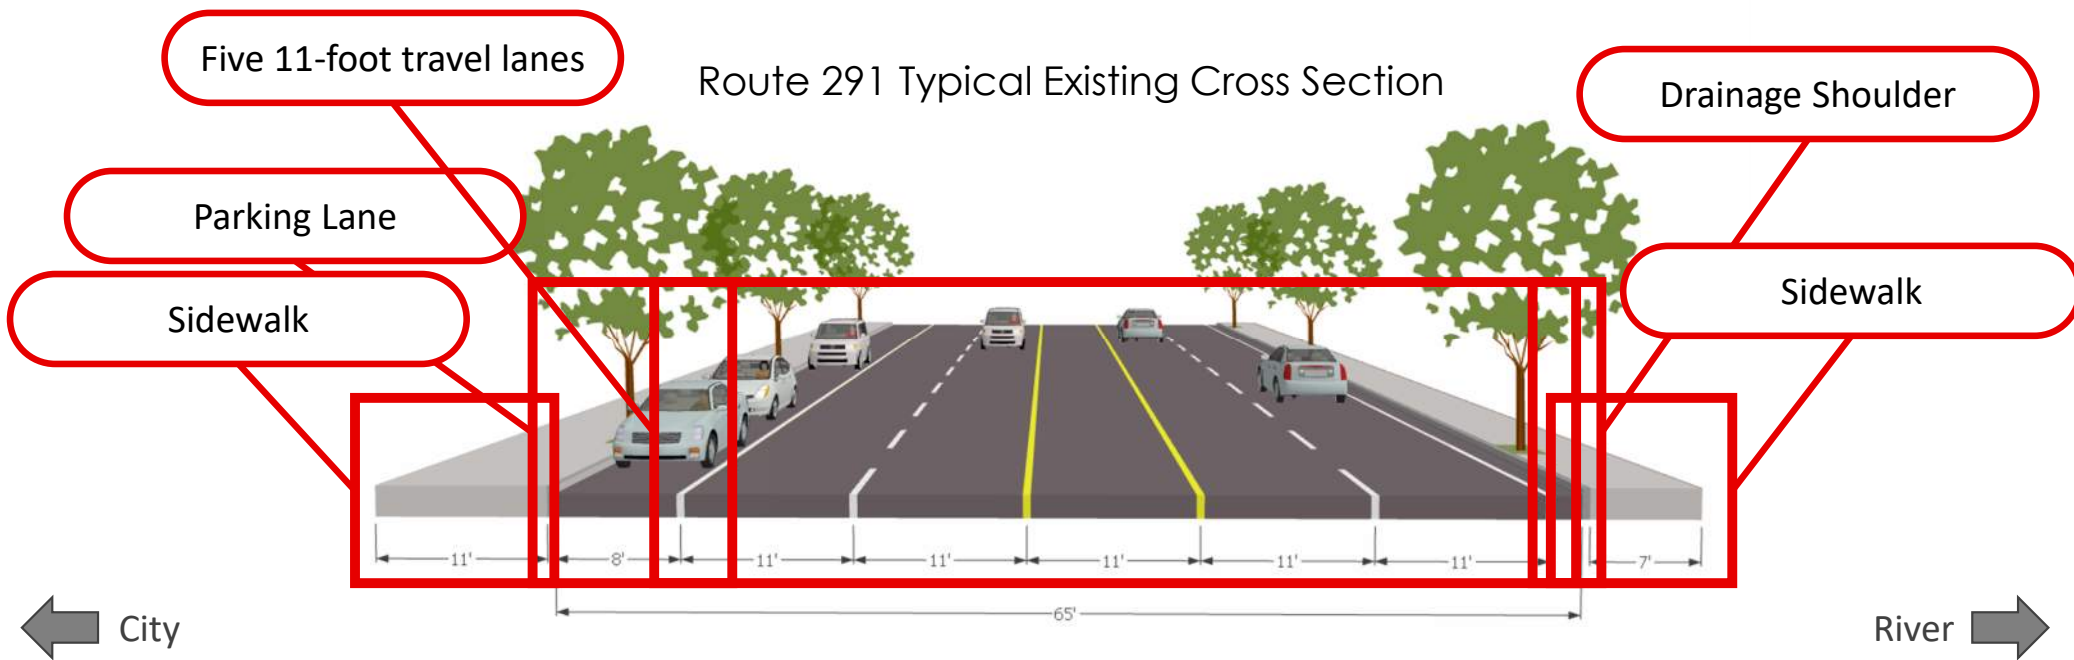 Five 11-foot travel lanes
Route 291 Typical Existing Cross Section
Drainage Shoulder
Parking Lane
Sidewalk
Sidewalk
11'
8'
11'
11'
11'
11'
11'
7'
65'
City
River